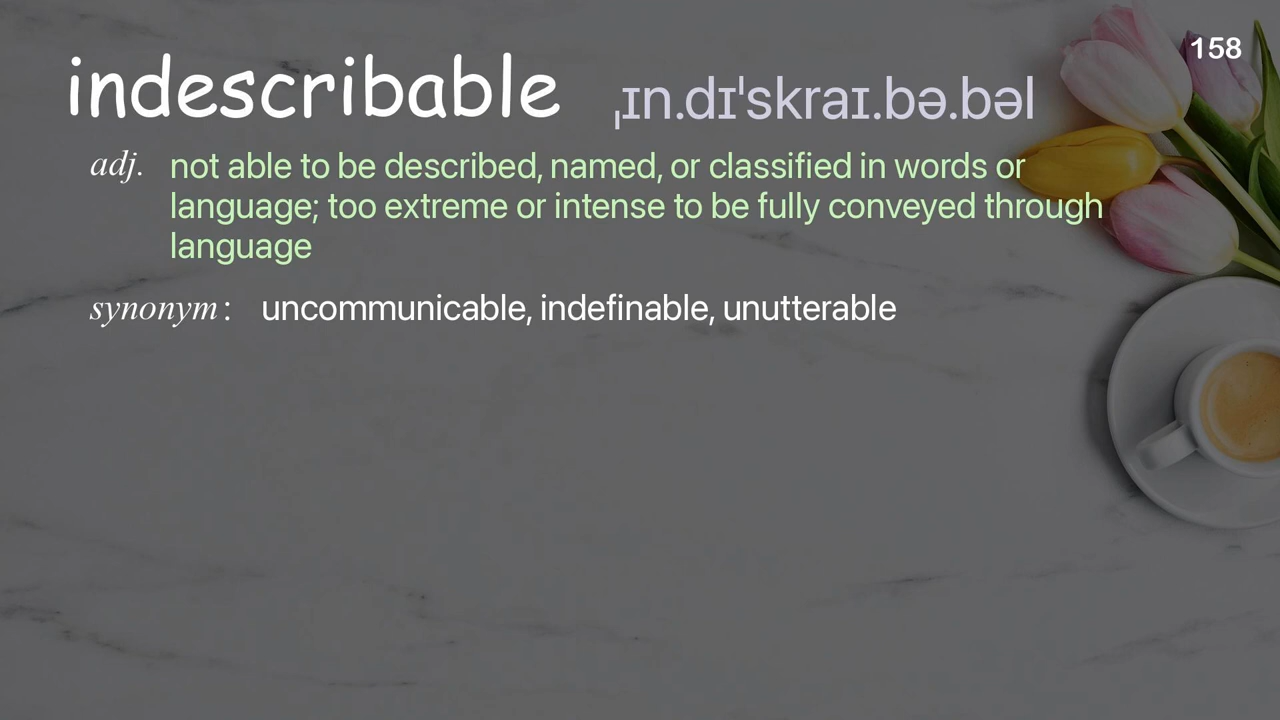 158
indescribable ˌɪn.dɪˈskraɪ.bə.bəl
adj. not able to be described, named, or classified in words or
language; too extreme or intense to be fully conveyed through
language
synonym: uncommunicable, indefinable, unutterable